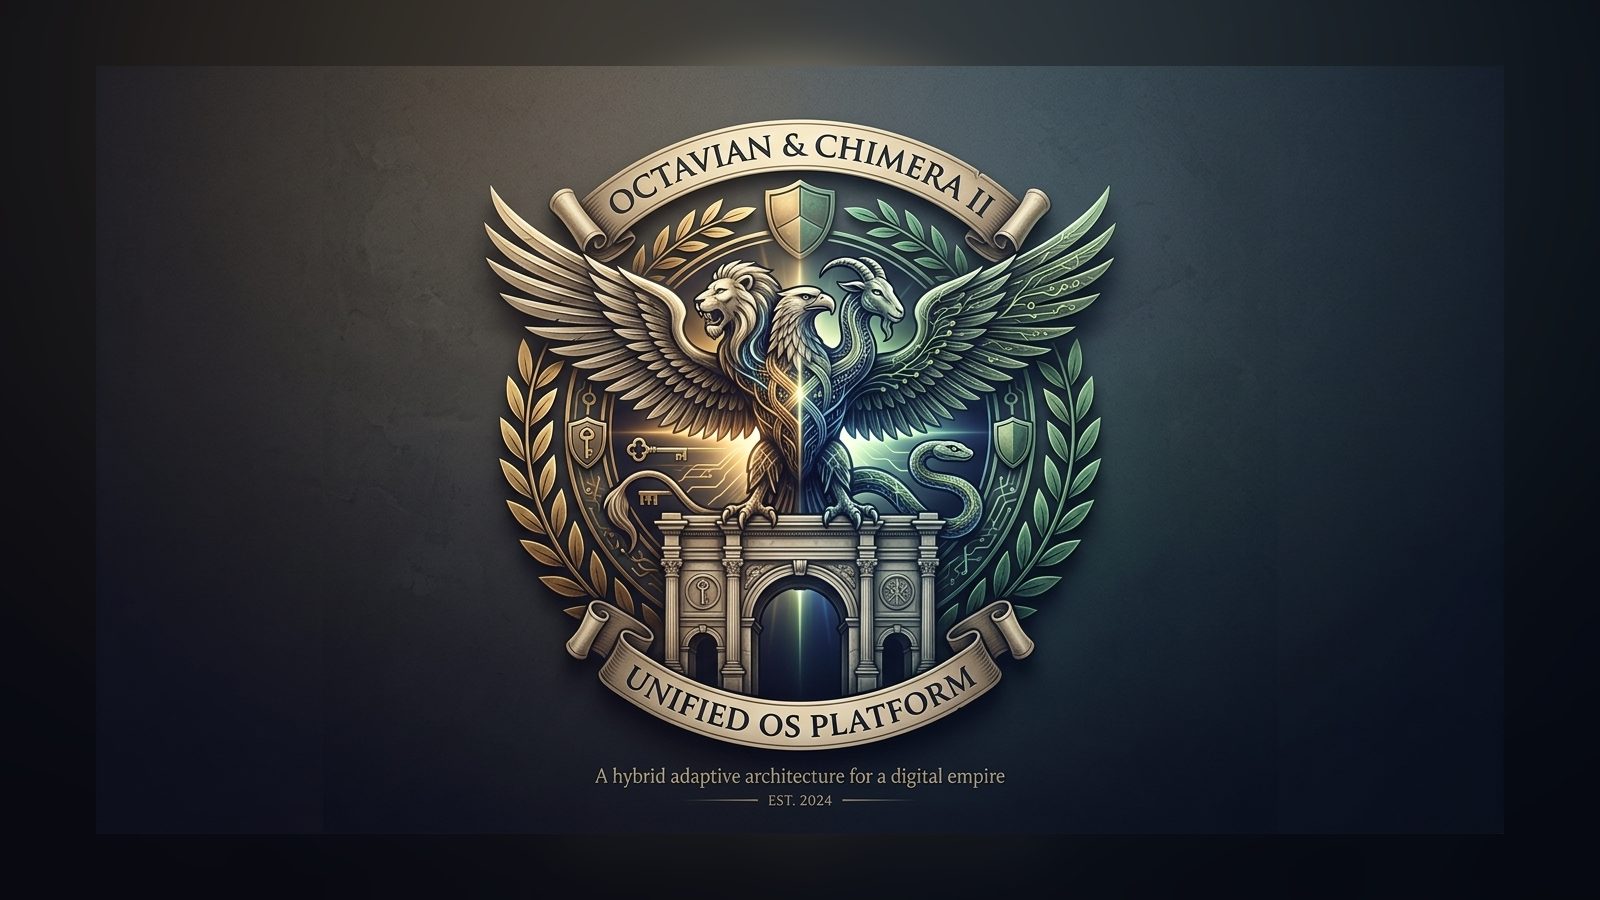 OCTAVIAN & CHIMERA II
UNIFIED OS PLATFORM
A hybrid adaptive architecture for a digital empire
EST. 2024